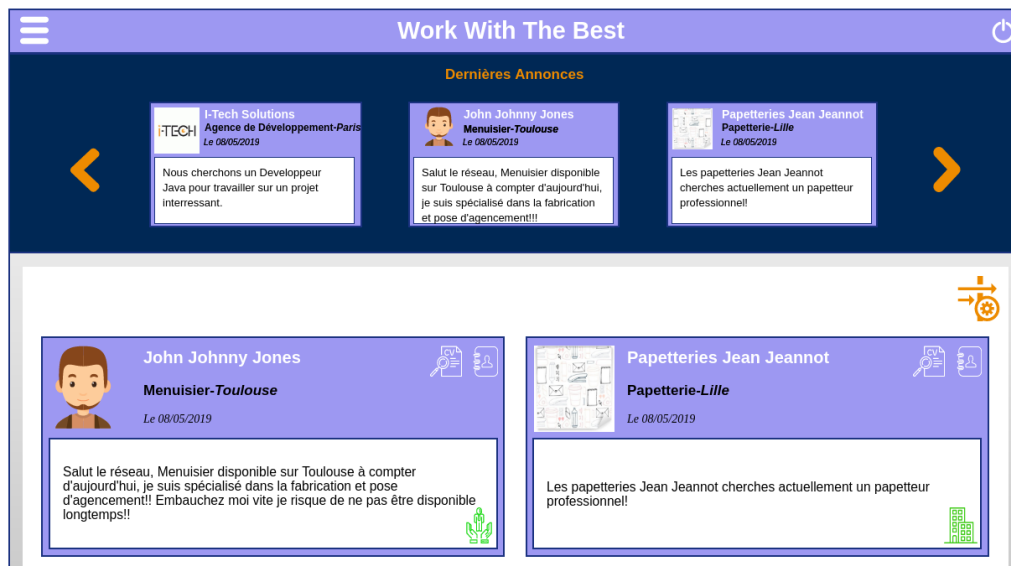 Work With The Best
Dernières Annonces
i-TECH
I-Tech Solutions
Agence de Développement-Paris
Le 08/05/2019
Nous cherchons un Developpeur
Java pour travailler sur un projet
interressant.
John Johnny Jones
Menuisier-Toulouse
Le 08/05/2019
Salut le réseau, Menuisier disponible
sur Toulouse à compter d'aujourd'hui,
je suis spécialisé dans la fabrication
et pose d'agencement!!!
Papetteries Jean Jeannot
Papetterie-Lille
Le 08/05/2019
Les papetteries Jean Jeannot
cherches actuellement un papetteur
professionnel!
John Johnny Jones
CV
Menuisier-Toulouse
Le 08/05/2019
Salut le réseau, Menuisier disponible sur Toulouse à compter
d'aujourd'hui, je suis spécialisé dans la fabrication et pose
d'agencement!! Embauchez moi vite je risque de ne pas être disponible
longtemps!!
Papetteries Jean Jeannot
CV
Papetterie-Lille
Le 08/05/2019
Les papetteries Jean Jeannot cherches actuellement un papetteur
professionnel!